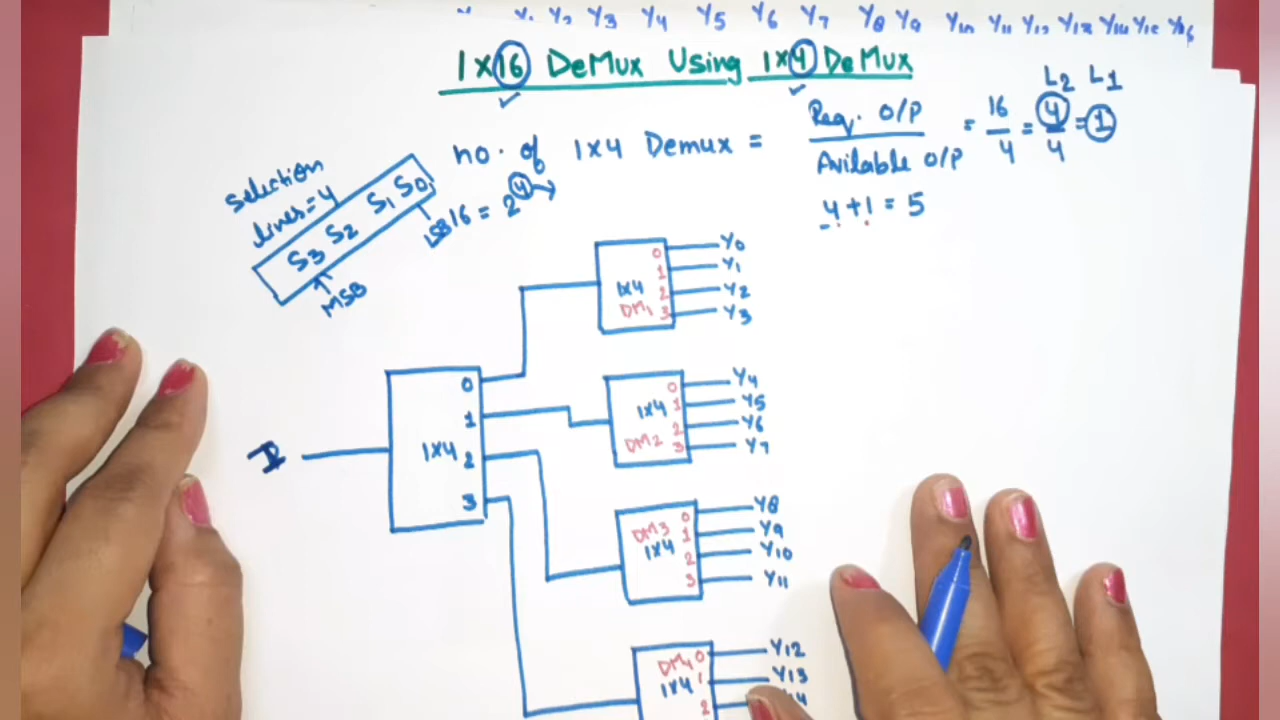 Y2 Y3 Y4 Y5 Y6 Y7 Y8 Y9 Y10 Y11 Y12 Y13 Y14
1x16 DeMux Using 1x4 DeMux
L2 L1
no. of 1x4 Demux = Req. O/P / Avilable O/P = 16/4 = 4/4 = 1
4+1 = 5
selection
lines=4
S3 S2 S1 S0
MSB
LSB
16 = 2^4
I
1x4
0
1
2
3
1x4
DM1
0 Y0
1 Y1
2 Y2
3 Y3
1x4
DM2
0 Y4
1 Y5
2 Y6
3 Y7
DM3
1x4
0 Y8
1 Y9
2 Y10
3 Y11
DM4
1x4
0 Y12
1 Y13
2